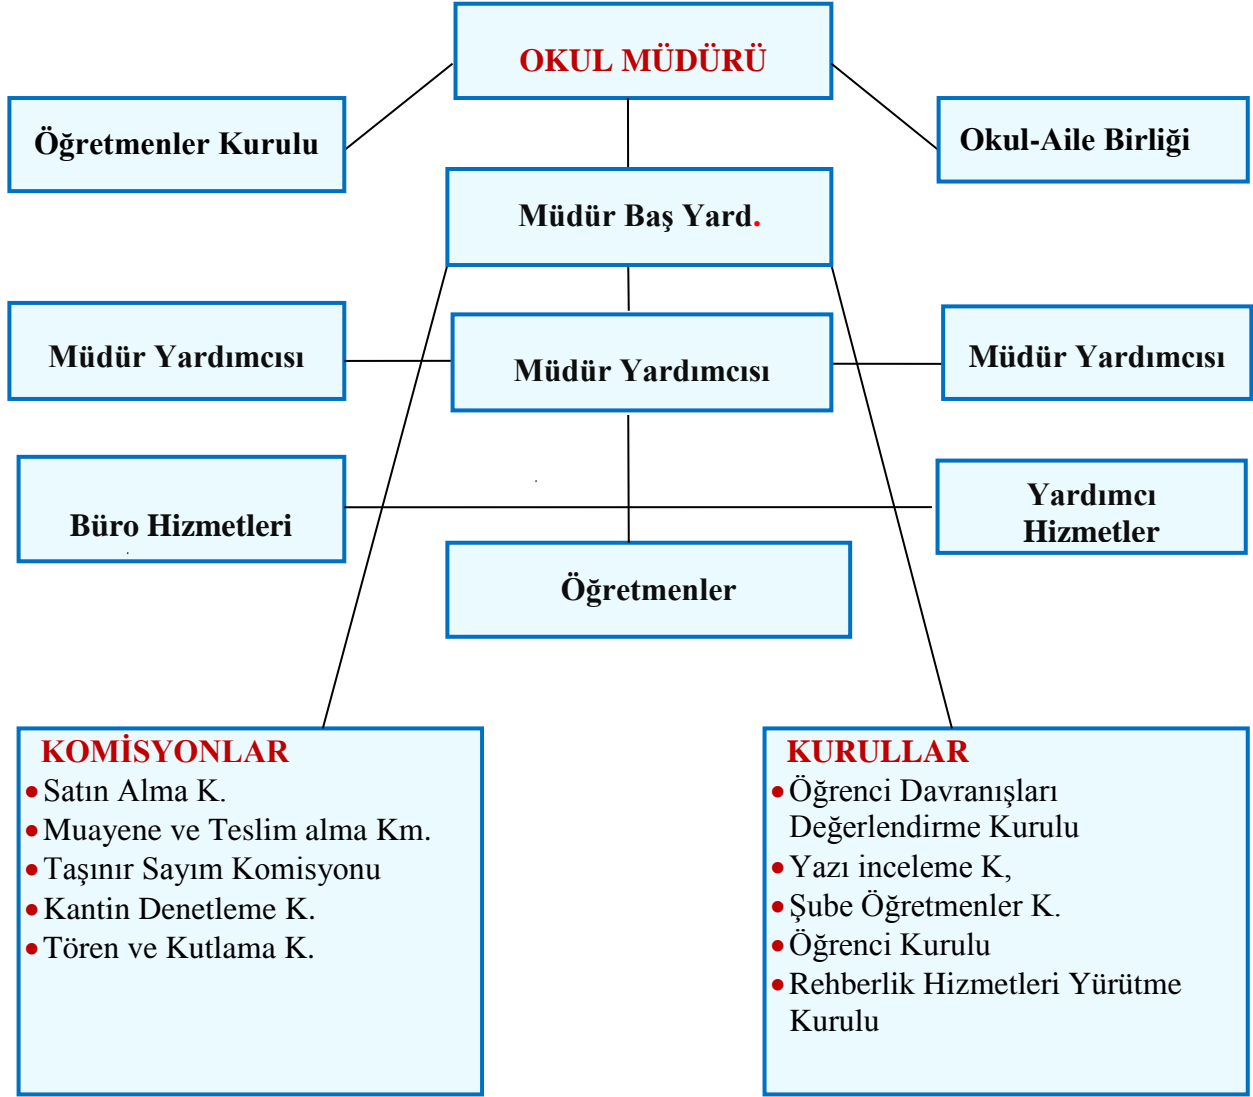 OKUL MÜDÜRÜ
Öğretmenler Kurulu
Okul-Aile Birliği
Müdür Baş Yard.
Müdür Yardımcısı
Müdür Yardımcısı
Müdür Yardımcısı
Büro Hizmetleri
Yardımcı
Hizmetler
Öğretmenler
KOMİSYONLAR
•Satın Alma K.
•Muayene ve Teslim alma Km.
•Taşınır Sayım Komisyonu
•Kantin Denetleme K.
•Tören ve Kutlama K.
KURULLAR
•Öğrenci Davranışları
Değerlendirme Kurulu
•Yazı inceleme K,
•Şube Öğretmenler K.
•Öğrenci Kurulu
•Rehberlik Hizmetleri Yürütme
Kurulu